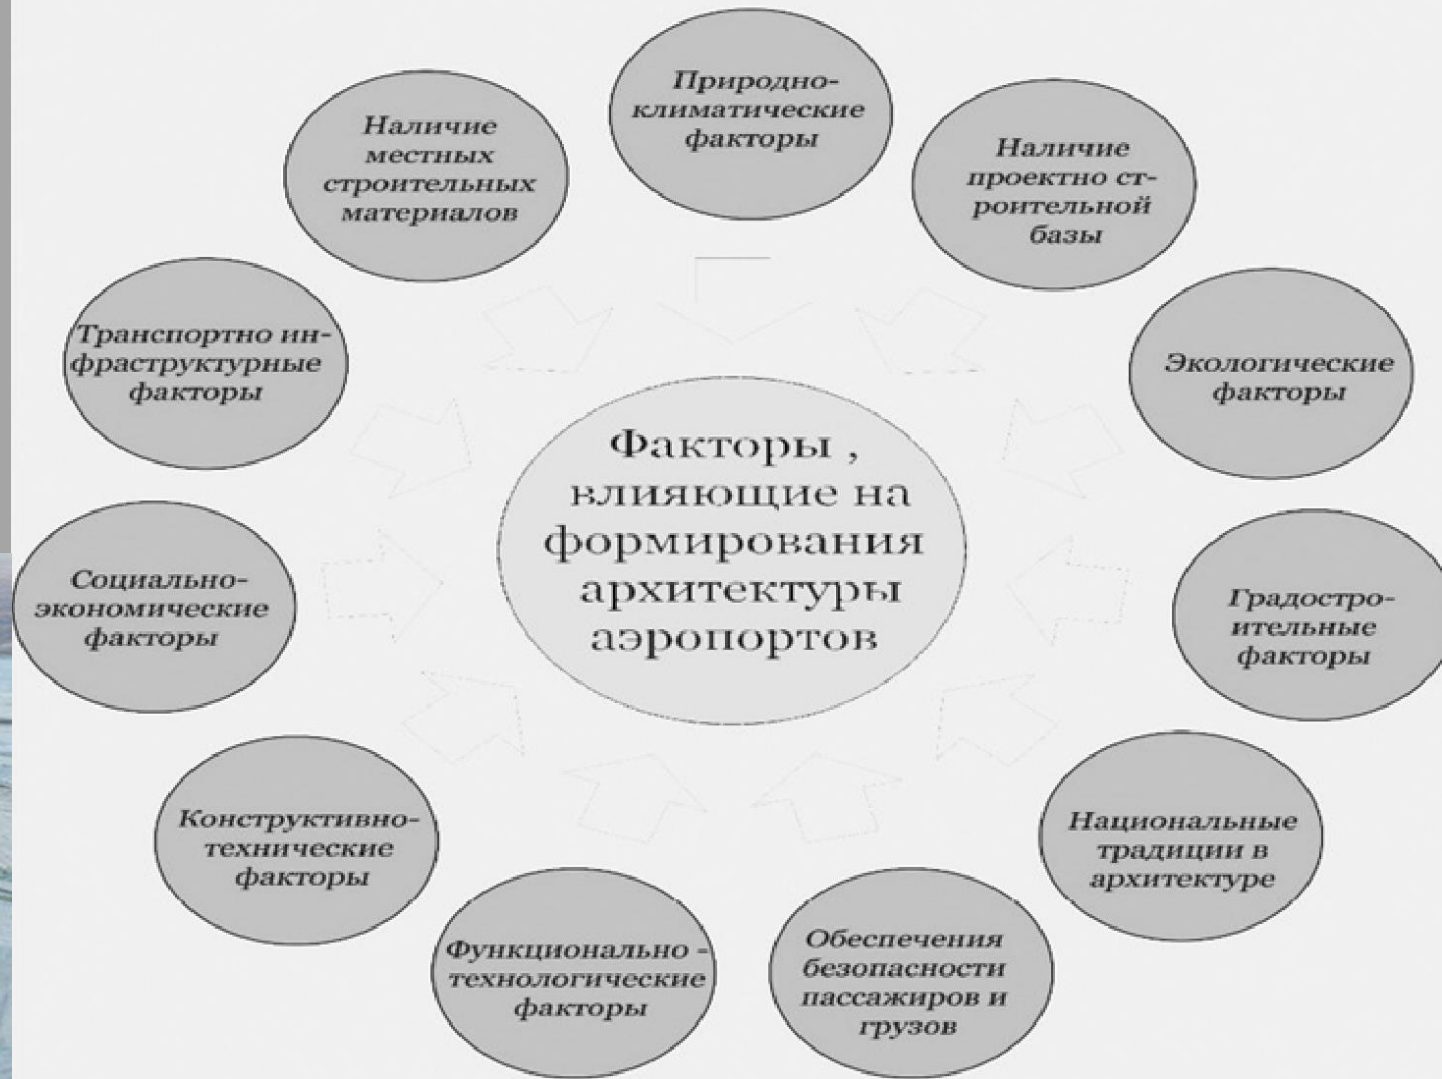 Природно-
климатические
факторы
Наличие
местных
строительных
материалов
Наличие
проектно ст-
роительной
базы
Транспортно ин-
фраструктурные
факторы
Экологические
факторы
Факторы ,
влияющие на
формирования
архитектуры
аэропортов
Социально-
экономические
факторы
Градостро-
ительные
факторы
Конструктивно-
технические
факторы
Национальные
традиции в
архитектуре
Функционально -
технологические
факторы
Обеспечения
безопасности
пассажиров и
грузов